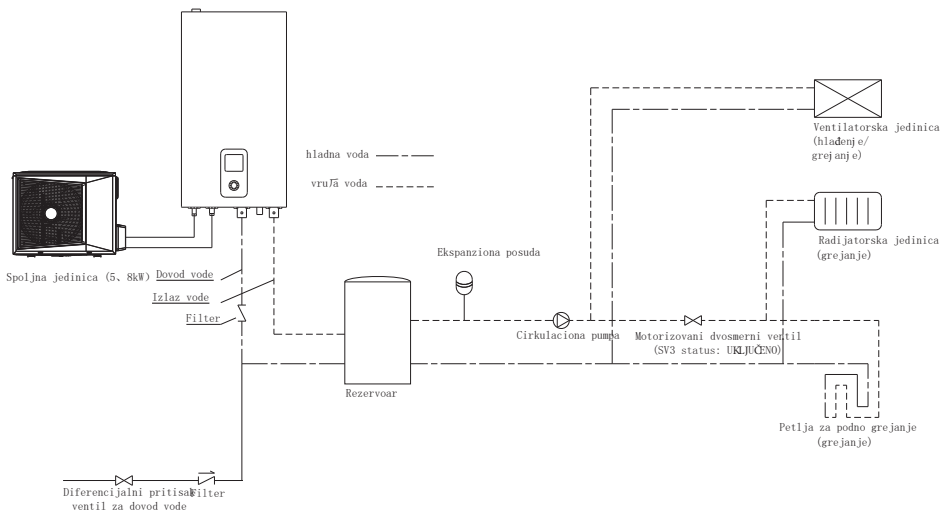 hladna voda
vruća voda
Ventilatorska jedinica
(hlađenje/
grejanje)
Radijatorska jedinica
(grejanje)
Ekspanziona posuda
Spoljna jedinica (5、8kW)
Dovod vode
Izlaz vode
Filter
Cirkulaciona pumpa
Motorizovani dvosmerni ventil
(SV3 status: UKLJUČENO)
Rezervoar
Petlja za podno grejanje
(grejanje)
Diferencijalni pritisak
ventil za dovod vode
Filter